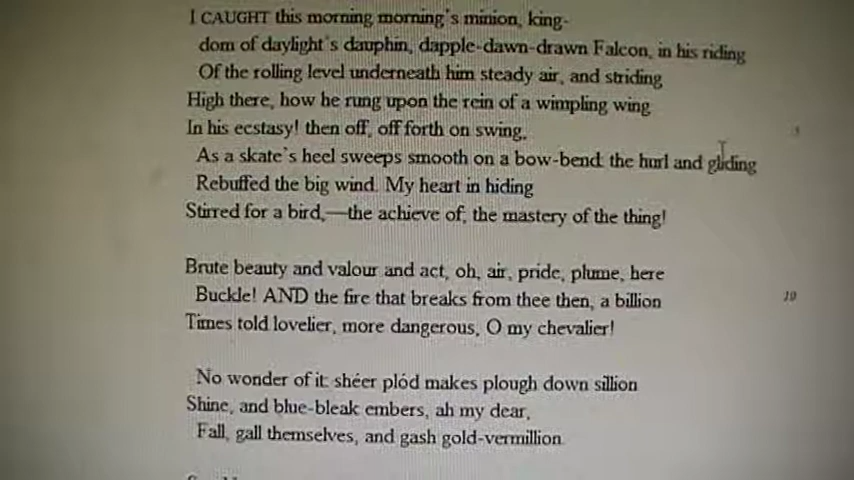 I CAUGHT this morning morning's minion, king-
dom of daylight's dauphin, dapple-dawn-drawn Falcon, in his riding
Of the rolling level underneath him steady air, and striding
High there, how he rung upon the rein of a wimpling wing
In his ecstasy! then off, off forth on swing,
As a skate's heel sweeps smooth on a bow-bend: the hurl and gliding
Rebuffed the big wind. My heart in hiding
Stirred for a bird,—the achieve of, the mastery of the thing!
Brute beauty and valour and act, oh, air, pride, plume, here
Buckle! AND the fire that breaks from thee then, a billion
10
Times told lovelier, more dangerous, O my chevalier!
No wonder of it: shéer plód makes plough down sillion
Shine, and blue-bleak embers, ah my dear,
Fall, gall themselves, and gash gold-vermillion.